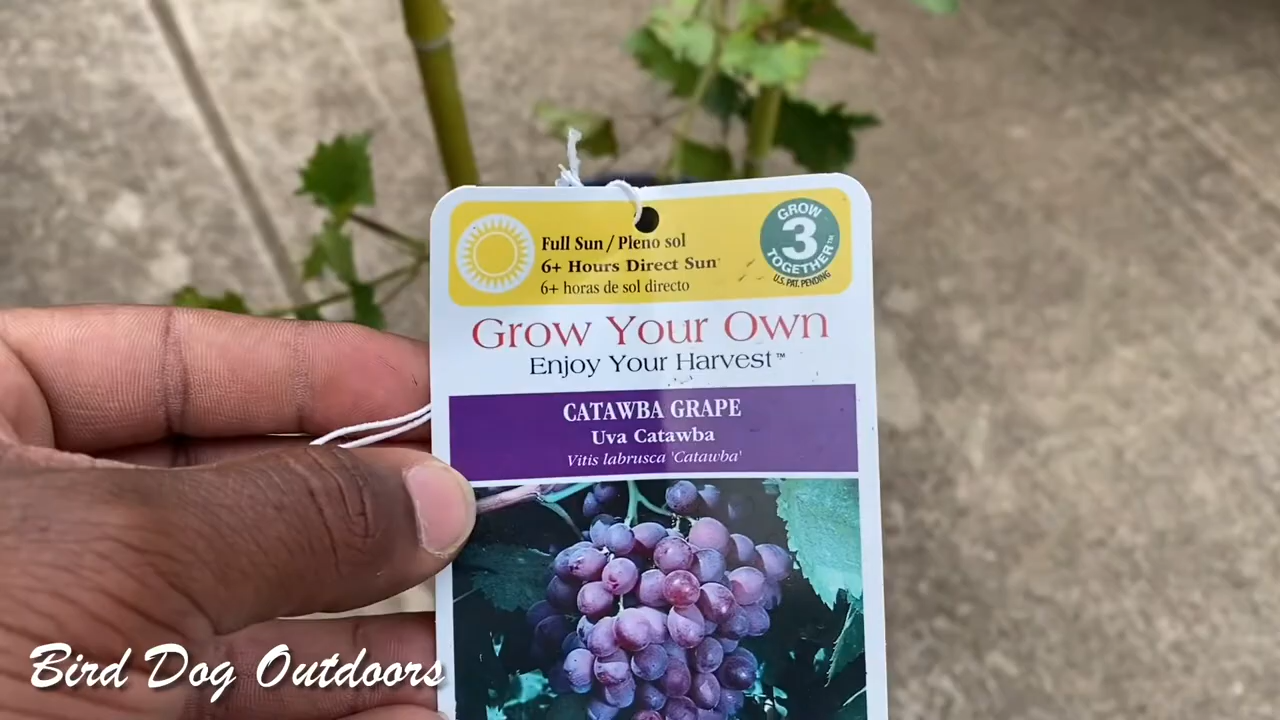 Full Sun / Pleno sol
6+ Hours Direct Sun
6+ horas de sol directo
GROW
3
TOGETHER™
U.S. PAT. PENDING
Grow Your Own
Enjoy Your Harvest™
CATAWBA GRAPE
Uva Catawba
Vitis labrusca 'Catawba'
Bird Dog Outdoors